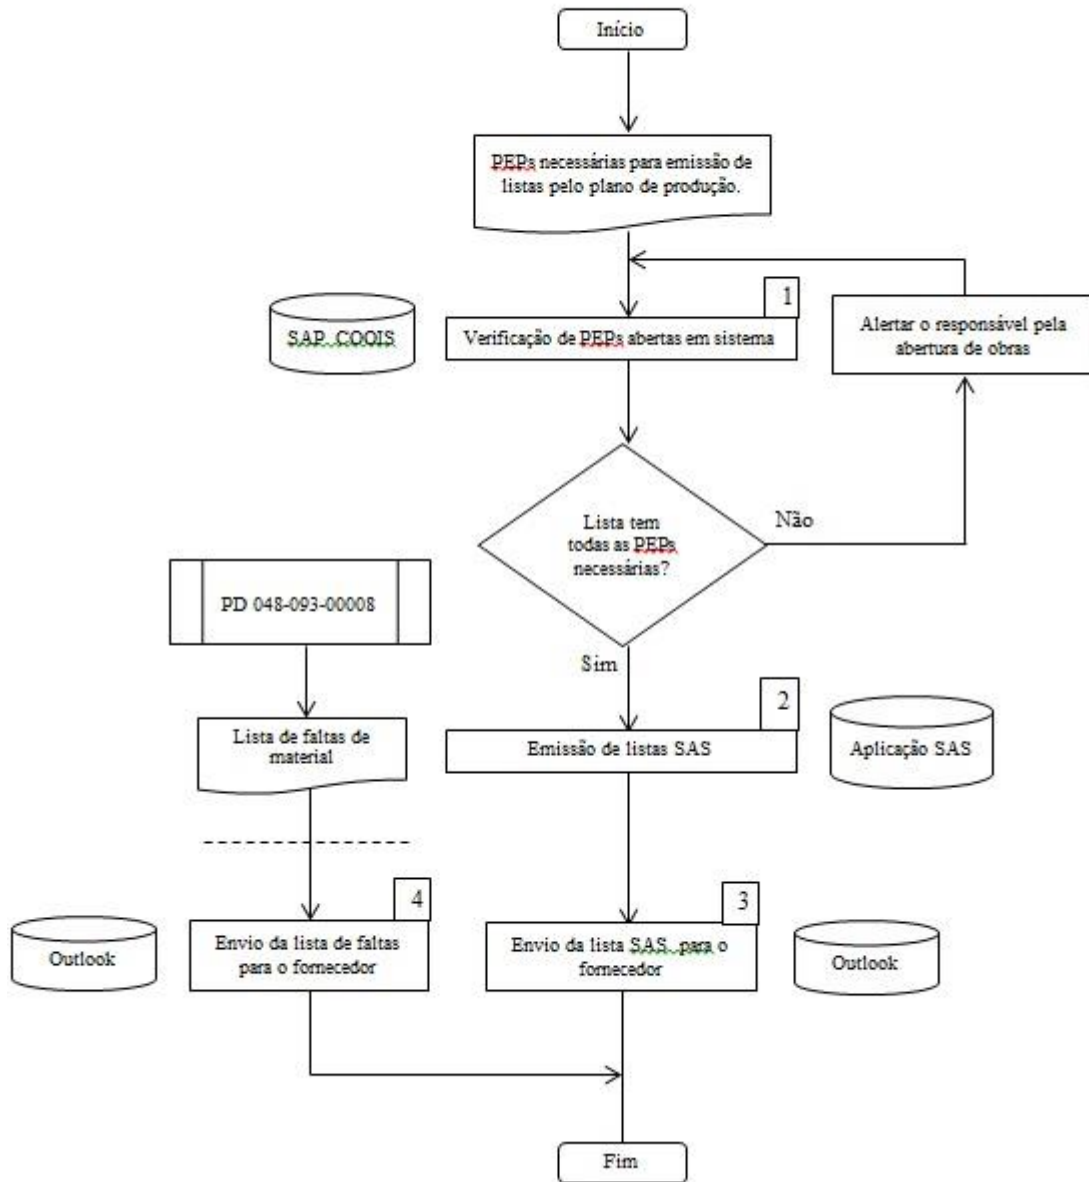 Início
PEPs necessárias para emissão de
listas pelo plano de produção.
1
SAP COOIS
Verificação de PEPs abertas em sistema
Alertar o responsável pela
abertura de obras
Lista tem
todas as PEPs
necessárias?
Não
Sim
PD 048-093-00008
2
Lista de faltas de
material
Emissão de listas SAS
Aplicação SAS
4
3
Outlook
Envio da lista de faltas
para o fornecedor
Envio da lista SAS para o
fornecedor
Outlook
Fim